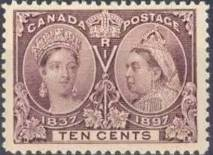 CANADA POSTAGE
V R I
1837 1897
TEN CENTS